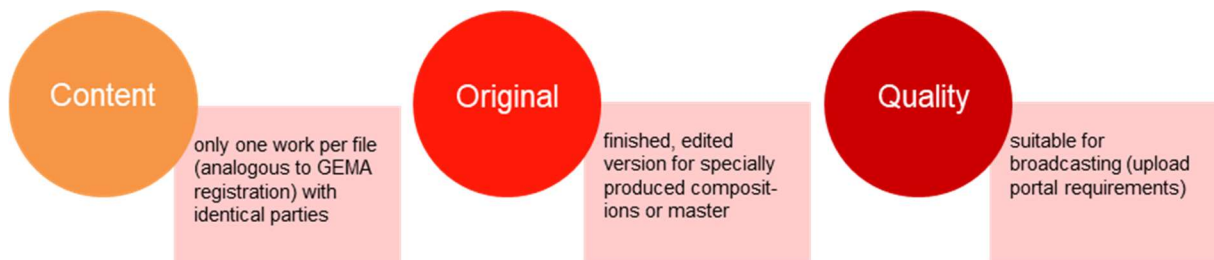 Content
only one work per file
(analogous to GEMA
registration) with
identical parties
Original
finished, edited
version for specially
produced composit-
ions or master
Quality
suitable for
broadcasting (upload
portal requirements)